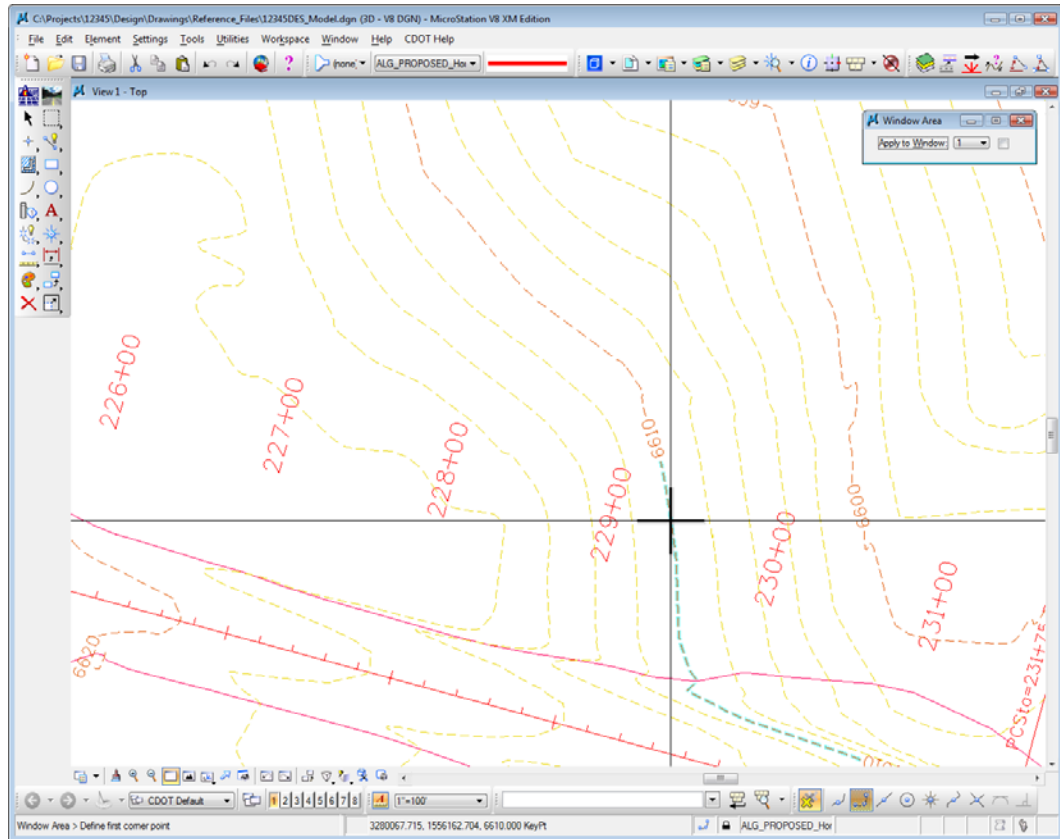 C:\Projects\12345\Design\Drawings\Reference_Files\12345DES_Model.dgn (3D - V8 DGN) - MicroStation V8 XM Edition
File Edit Element Settings Tools Utilities Workspace Window Help CDOT Help
(none) ALG_PROPOSED_Hor
View 1 - Top
Window Area
Apply to Window: 1
226+00
227+00
228+00
229+00
230+00
231+00
6610
6600
6620
PCSta=231+75
CDOT Default 1 2 3 4 5 6 7 8 1"=100'
Window Area > Define first corner point
3280067.715, 1556162.704, 6610.000 KeyPt
ALG_PROPOSED_Hor